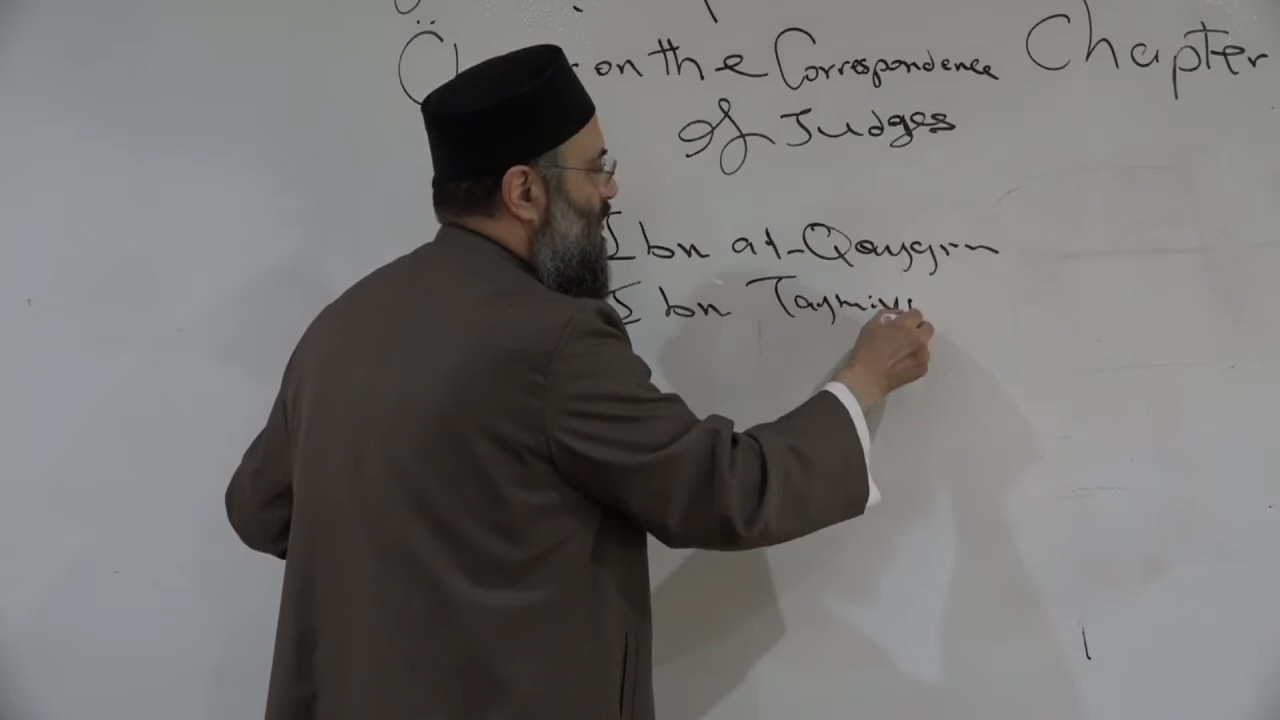 on the Correspondence
of Judges
Chapter
Ibn al-Qayyim
Ibn Taymiy